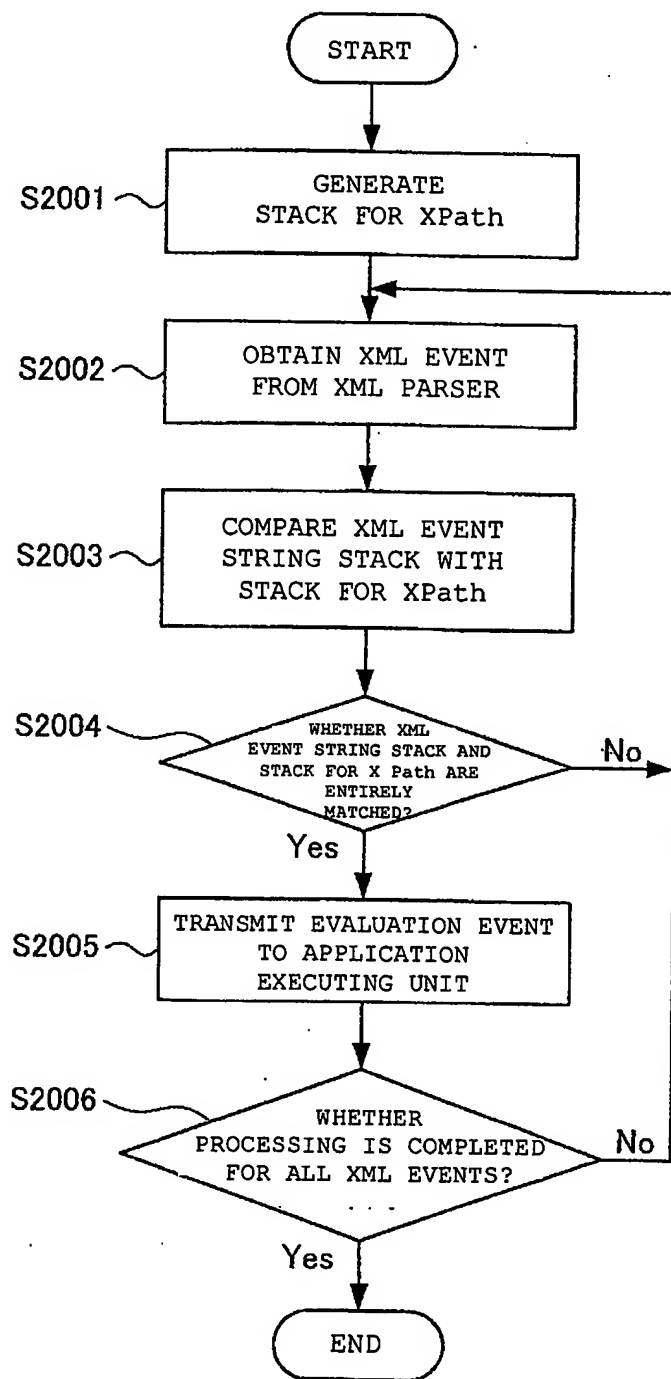 START
S2001
GENERATE
STACK FOR XPath
S2002
OBTAIN XML EVENT
FROM XML PARSER
S2003
COMPARE XML EVENT
STRING STACK WITH
STACK FOR XPath
S2004
WHETHER XML
EVENT STRING STACK AND
STACK FOR X Path ARE
ENTIRELY
MATCHED?
No
Yes
S2005
TRANSMIT EVALUATION EVENT
TO APPLICATION
EXECUTING UNIT
S2006
WHETHER
PROCESSING IS COMPLETED
FOR ALL XML EVENTS?
No
Yes
END